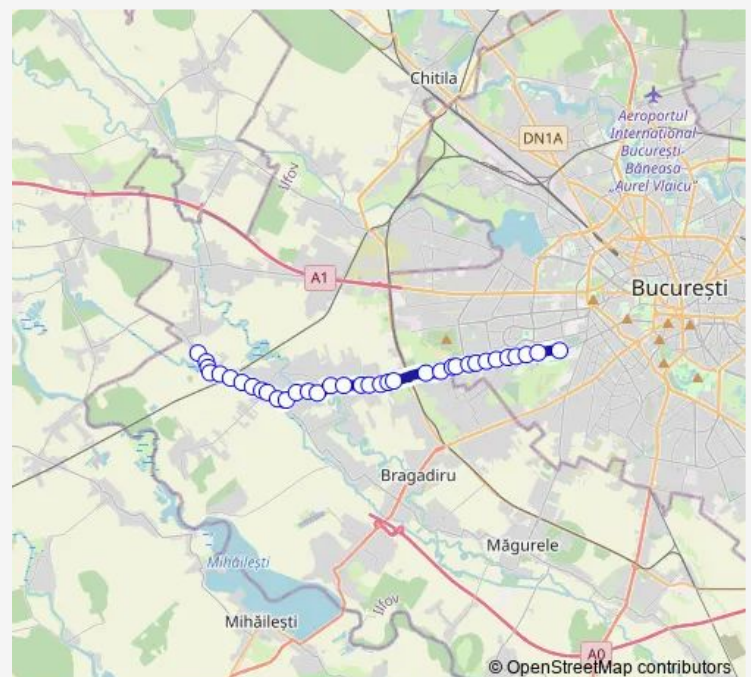 Chitila
DN1A
Aeroportul
Internațional
București-
Băneasa
„Aurel Vlaicu”
Ilfov
A1
București
Bragadiru
Măgurele
Mihăilești
Mihăilești
Ilfov
A0
© OpenStreetMap contributors